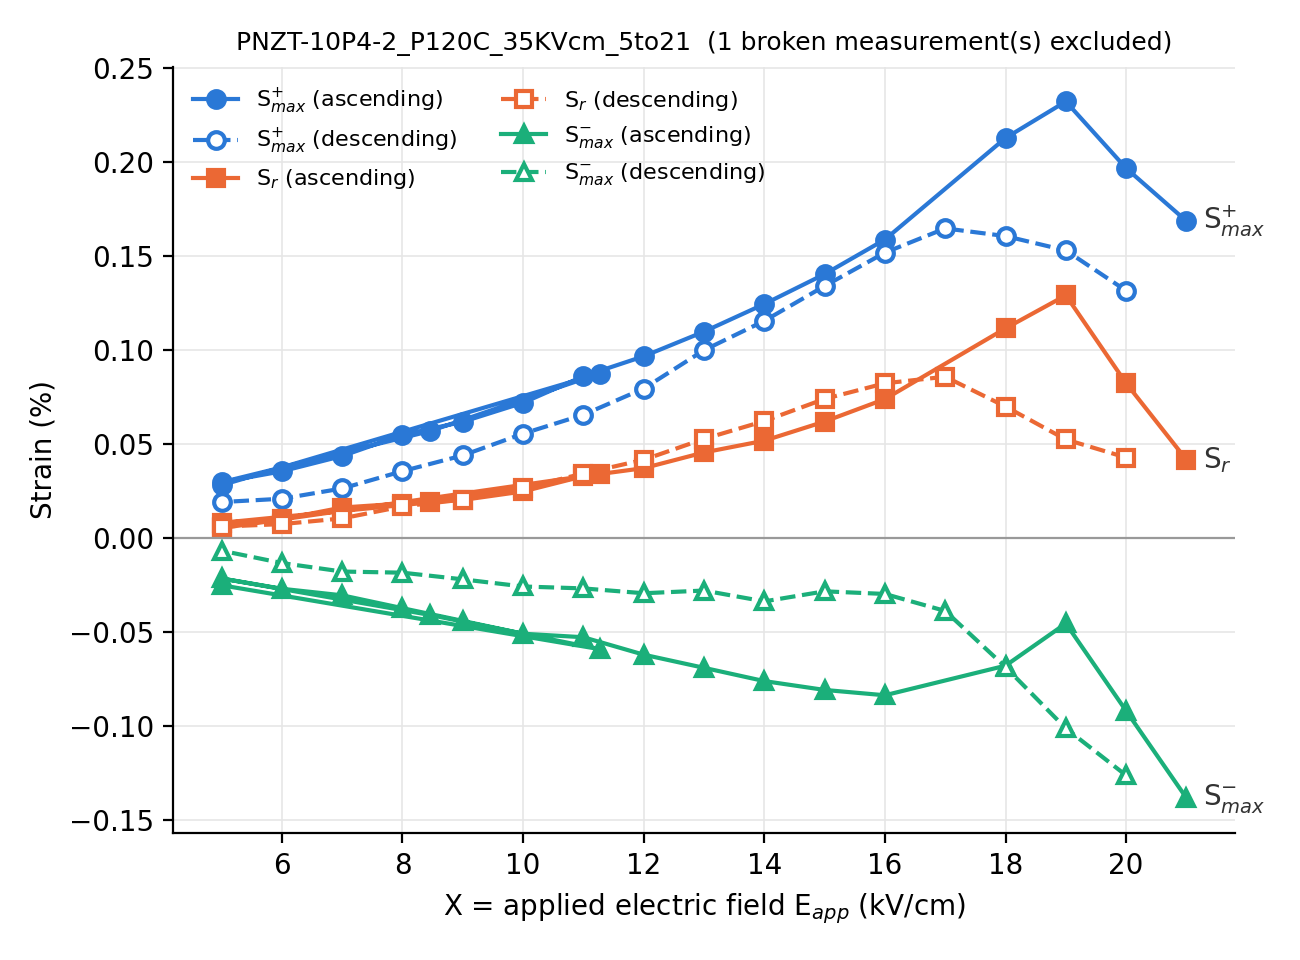 PNZT-10P4-2_P120C_35KVcm_5to21 (1 broken measurement(s) excluded)
S+max (ascending)
S+max (descending)
Sr (ascending)
Sr (descending)
S−max (ascending)
S−max (descending)
0.25
0.20
0.15
0.10
0.05
0.00
−0.05
−0.10
−0.15
Strain (%)
S+max
Sr
S−max
6 8 10 12 14 16 18 20
X = applied electric field Eapp (kV/cm)